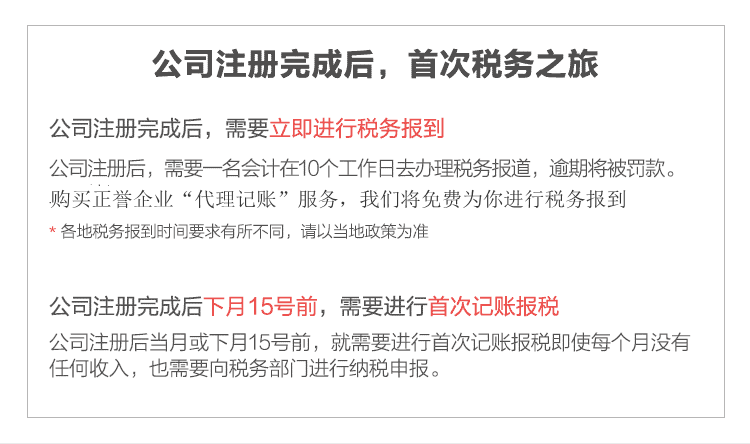 公司注册完成后，首次税务之旅
公司注册完成后，需要立即进行税务报到
公司注册后，需要一名会计在10个工作日去办理税务报道，逾期将被罚款。
购买正誉企业“代理记账”服务，我们将免费为你进行税务报到
* 各地税务报到时间要求有所不同，请以当地政策为准
公司注册完成后下月15号前，需要进行首次记账报税
公司注册后当月或下月15号前，就需要进行首次记账报税即使每个月没有
任何收入，也需要向税务部门进行纳税申报。